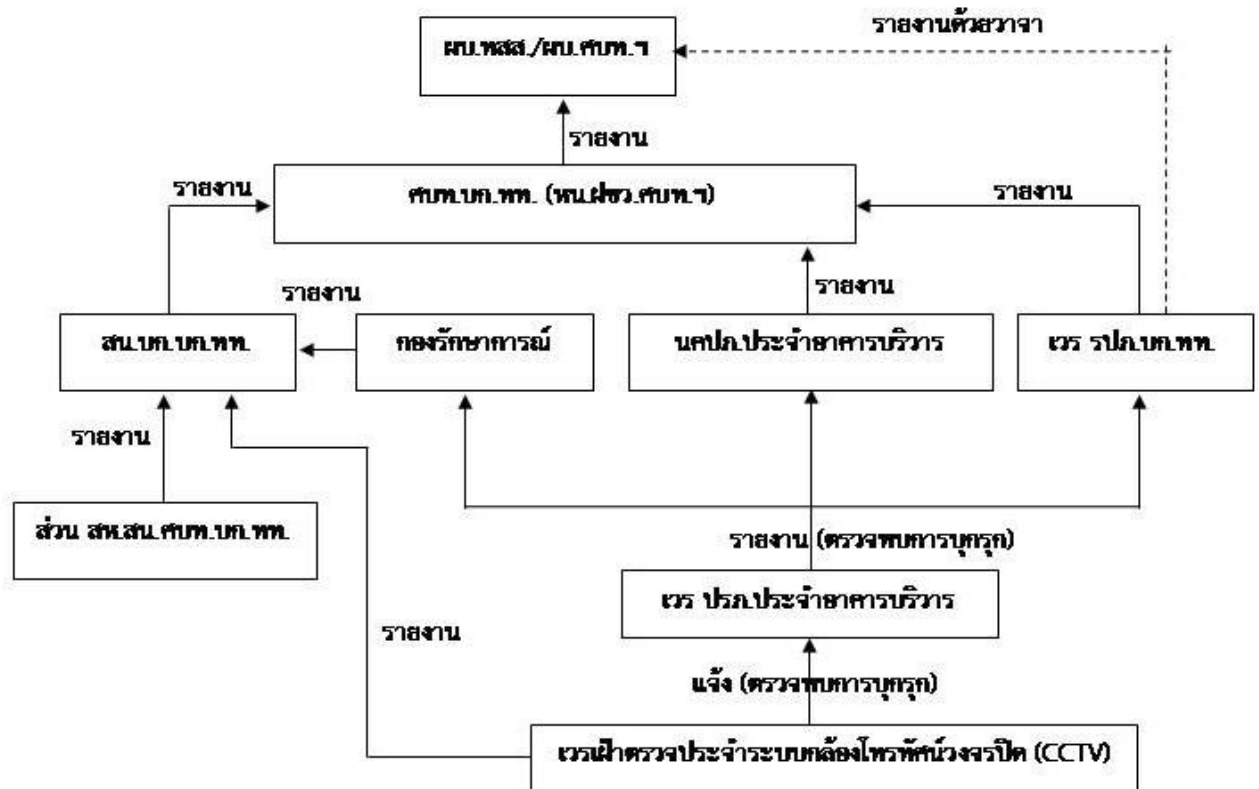 รายงานด้วยวาจา
ผบ.ทสส./ผบ.ศบท.ฯ
รายงาน
รายงาน
ศบท.บก.ทท. (หน.ฝขว.ศบท.ฯ)
รายงาน
รายงาน
รายงาน
สน.บก.บก.ทท.
กองรักษาการณ์
นคปภ.ประจำอาคารบริวาร
เวร รปภ.บก.ทท.
รายงาน
ส่วน สห.สน.ศบท.บก.ทท.
รายงาน (ตรวจพบการบุกรุก)
เวร ปรภ.ประจำอาคารบริวาร
รายงาน
แจ้ง (ตรวจพบการบุกรุก)
เวรเฝ้าตรวจประจำระบบกล้องโทรทัศน์วงจรปิด (CCTV)